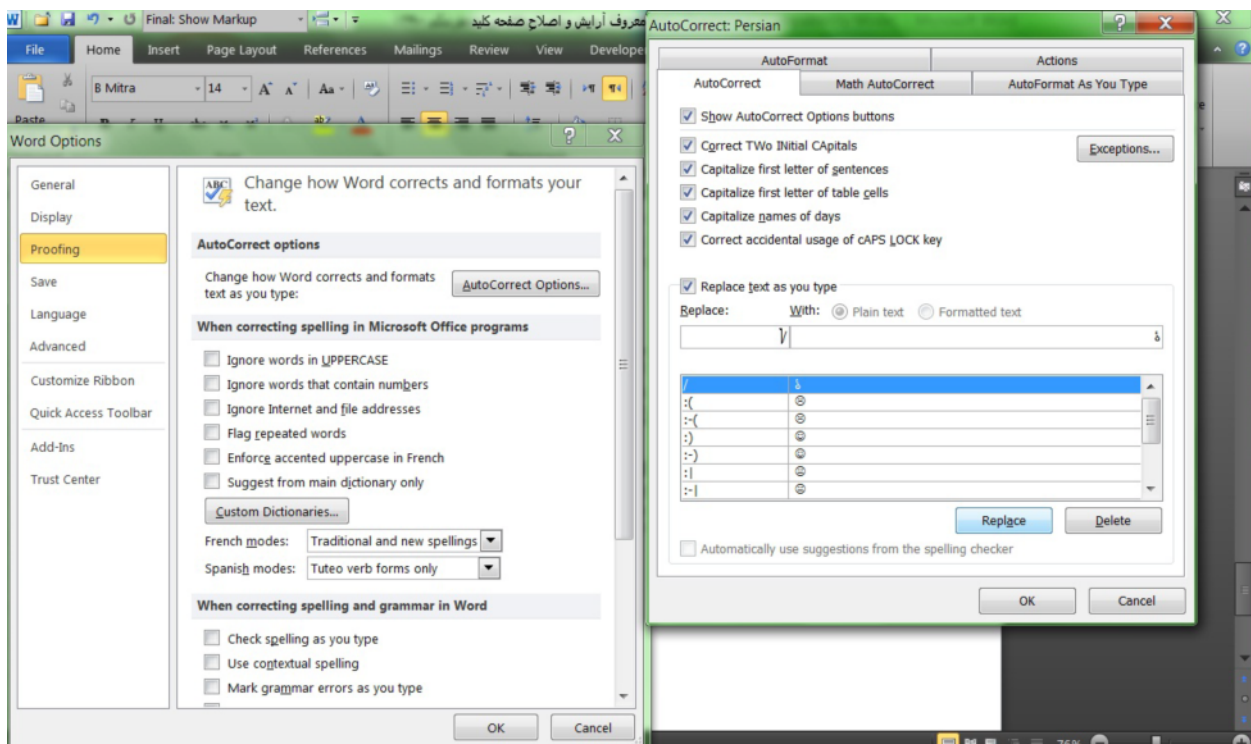 Final: Show Markup
معروف آرایش و اصلاح صفحه کلید
File Home Insert Page Layout References Mailings Review View Develope
B Mitra 14 Aa
Paste
76%
Word Options
General
Display
Proofing
Save
Language
Advanced
Customize Ribbon
Quick Access Toolbar
Add-Ins
Trust Center
ABC
Change how Word corrects and formats your
text.
AutoCorrect options
Change how Word corrects and formats
text as you type:
AutoCorrect Options...
When correcting spelling in Microsoft Office programs
Ignore words in UPPERCASE
Ignore words that contain numbers
Ignore Internet and file addresses
Flag repeated words
Enforce accented uppercase in French
Suggest from main dictionary only
Custom Dictionaries...
French modes: Traditional and new spellings
Spanish modes: Tuteo verb forms only
When correcting spelling and grammar in Word
Check spelling as you type
Use contextual spelling
Mark grammar errors as you type
OK Cancel
AutoCorrect: Persian
AutoFormat Actions
AutoCorrect Math AutoCorrect AutoFormat As You Type
Show AutoCorrect Options buttons
Correct TWo INitial CApitals
Exceptions...
Capitalize first letter of sentences
Capitalize first letter of table cells
Capitalize names of days
Correct accidental usage of cAPS LOCK key
Replace text as you type
Replace: With: Plain text Formatted text
/
/
:( ☹
:-( ☹
:) ☺
:-) ☺
:| 😐
:-| 😐
Replace Delete
Automatically use suggestions from the spelling checker
OK Cancel